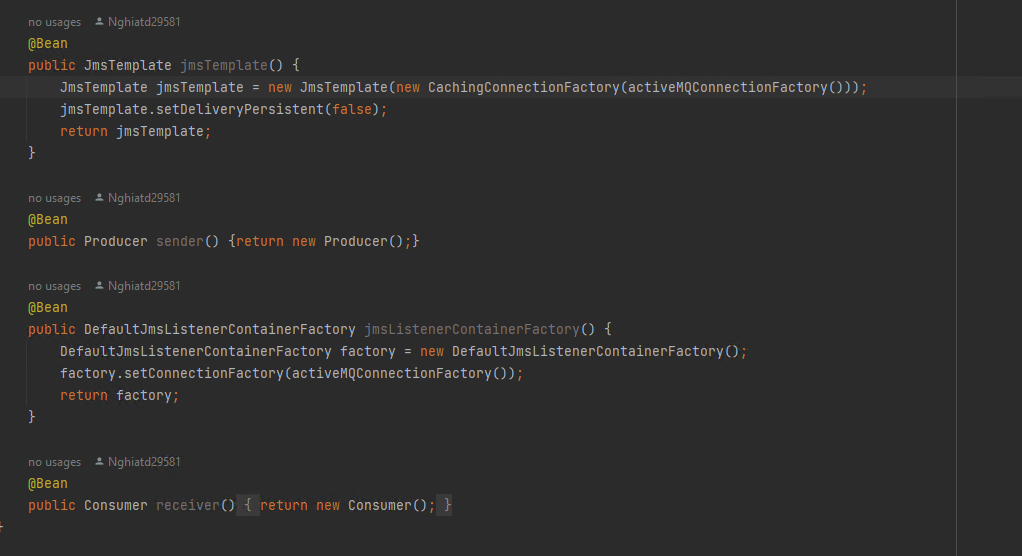 no usages Nghiatd29581
@Bean
public JmsTemplate jmsTemplate() {
JmsTemplate jmsTemplate = new JmsTemplate(new CachingConnectionFactory(activeMQConnectionFactory()));
jmsTemplate.setDeliveryPersistent(false);
return jmsTemplate;
}
no usages Nghiatd29581
@Bean
public Producer sender() {return new Producer();}
no usages Nghiatd29581
@Bean
public DefaultJmsListenerContainerFactory jmsListenerContainerFactory() {
DefaultJmsListenerContainerFactory factory = new DefaultJmsListenerContainerFactory();
factory.setConnectionFactory(activeMQConnectionFactory());
return factory;
}
no usages Nghiatd29581
@Bean
public Consumer receiver() { return new Consumer(); }
}